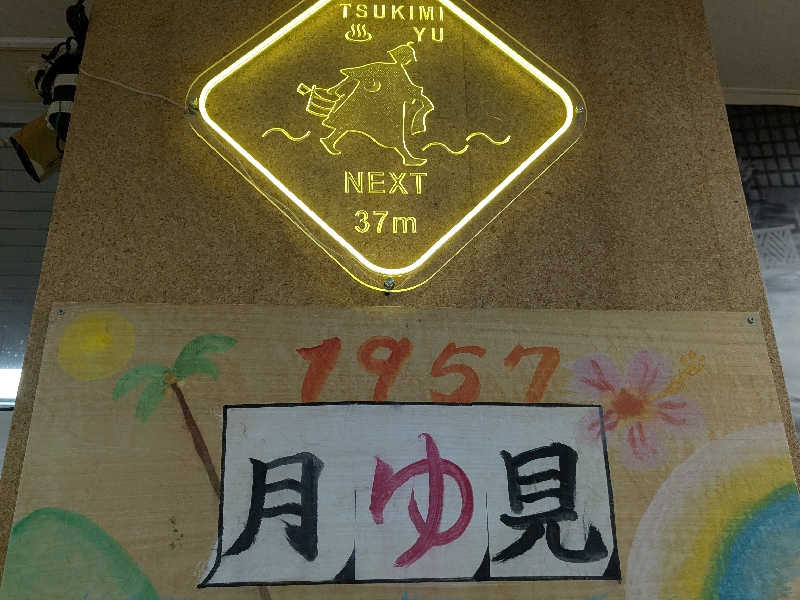 TSUKIMI
♨ YU
NEXT
37m
1957
月ゆ見